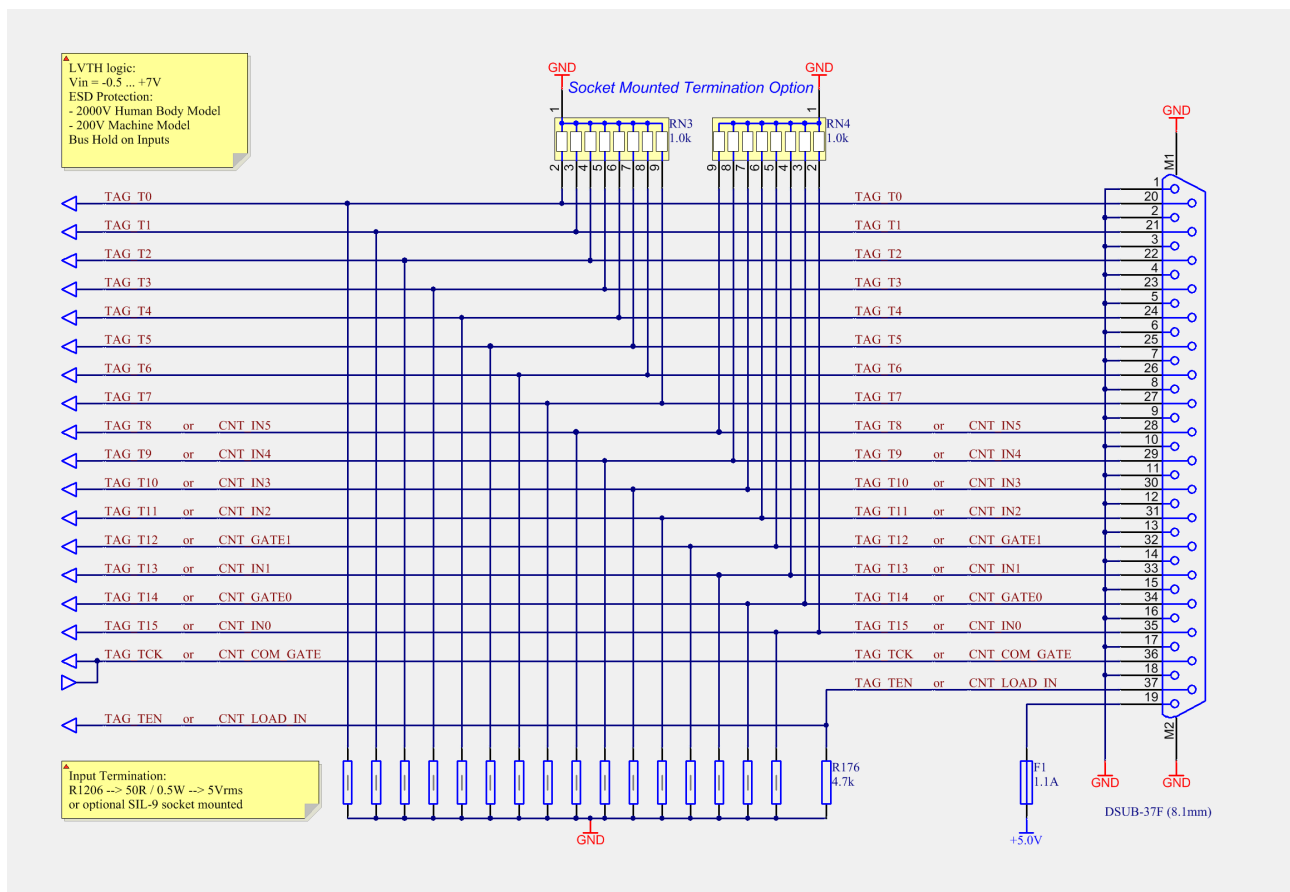 LVTH logic:
Vin = -0.5 ... +7V
ESD Protection:
- 2000V Human Body Model
- 200V Machine Model
Bus Hold on Inputs
GND GND
Socket Mounted Termination Option
1 1
RN3
1.0k
RN4
1.0k
2 3 4 5 6 7 8 9
9 8 7 6 5 4 3 2
GND
M1
1
TAG T0 TAG T0 20
2
TAG T1 TAG T1 21
3
TAG T2 TAG T2 22
4
TAG T3 TAG T3 23
5
TAG T4 TAG T4 24
6
TAG T5 TAG T5 25
7
TAG T6 TAG T6 26
8
TAG T7 TAG T7 27
9
TAG T8 or CNT IN5 TAG T8 or CNT IN5 28
10
TAG T9 or CNT IN4 TAG T9 or CNT IN4 29
11
TAG T10 or CNT IN3 TAG T10 or CNT IN3 30
12
TAG T11 or CNT IN2 TAG T11 or CNT IN2 31
13
TAG T12 or CNT GATE1 TAG T12 or CNT GATE1 32
14
TAG T13 or CNT IN1 TAG T13 or CNT IN1 33
15
TAG T14 or CNT GATE0 TAG T14 or CNT GATE0 34
16
TAG T15 or CNT IN0 TAG T15 or CNT IN0 35
17
TAG TCK or CNT COM GATE TAG TCK or CNT COM GATE 36
18
TAG TEN or CNT LOAD IN 37
19
TAG TEN or CNT LOAD IN
M2
Input Termination:
R1206 --> 50R / 0.5W --> 5Vrms
or optional SIL-9 socket mounted
R176
4.7k
F1
1.1A
GND GND
DSUB-37F (8.1mm)
GND
+5.0V